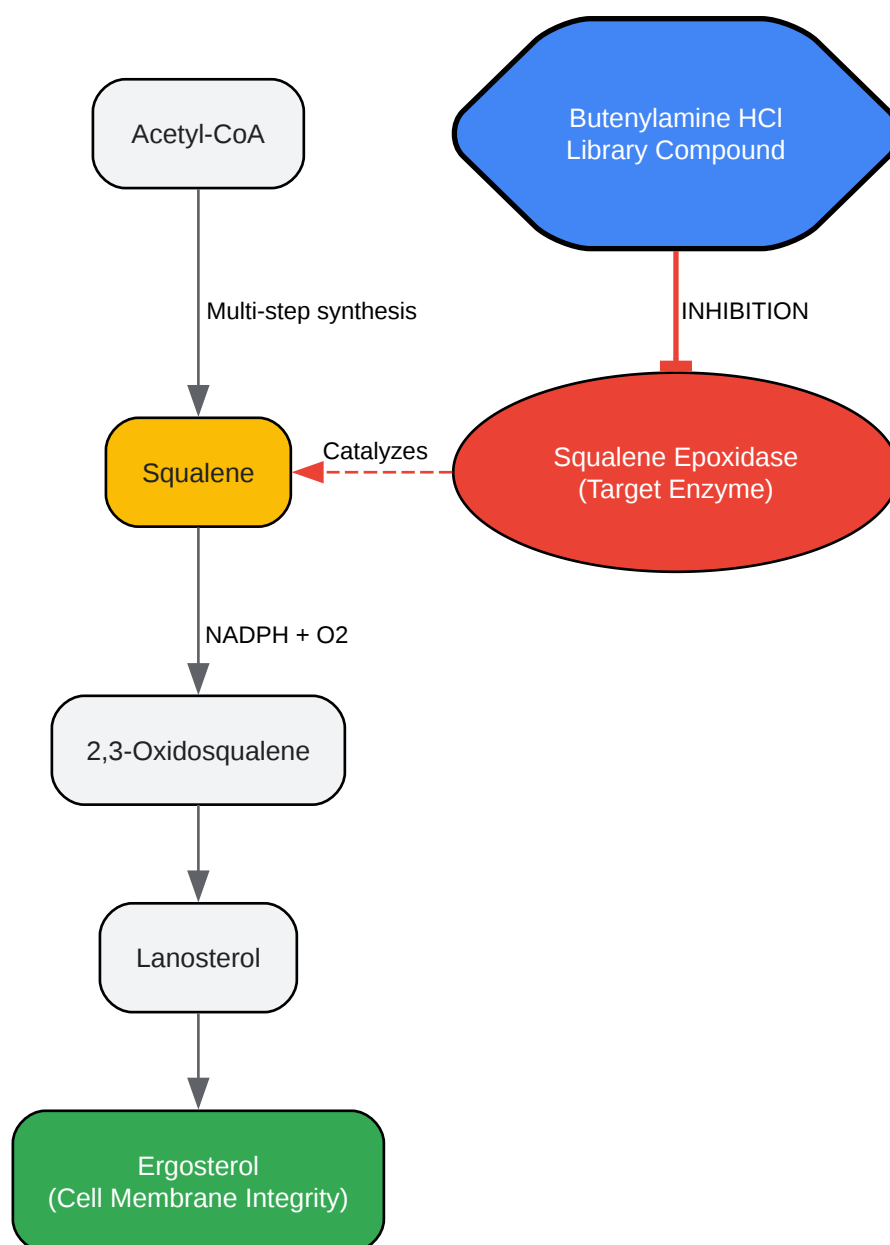 Acetyl-CoA
Butenylamine HCl
Library Compound
Multi-step synthesis
INHIBITION
Squalene
Catalyzes
Squalene Epoxidase
(Target Enzyme)
NADPH + O2
2,3-Oxidosqualene
Lanosterol
Ergosterol
(Cell Membrane Integrity)